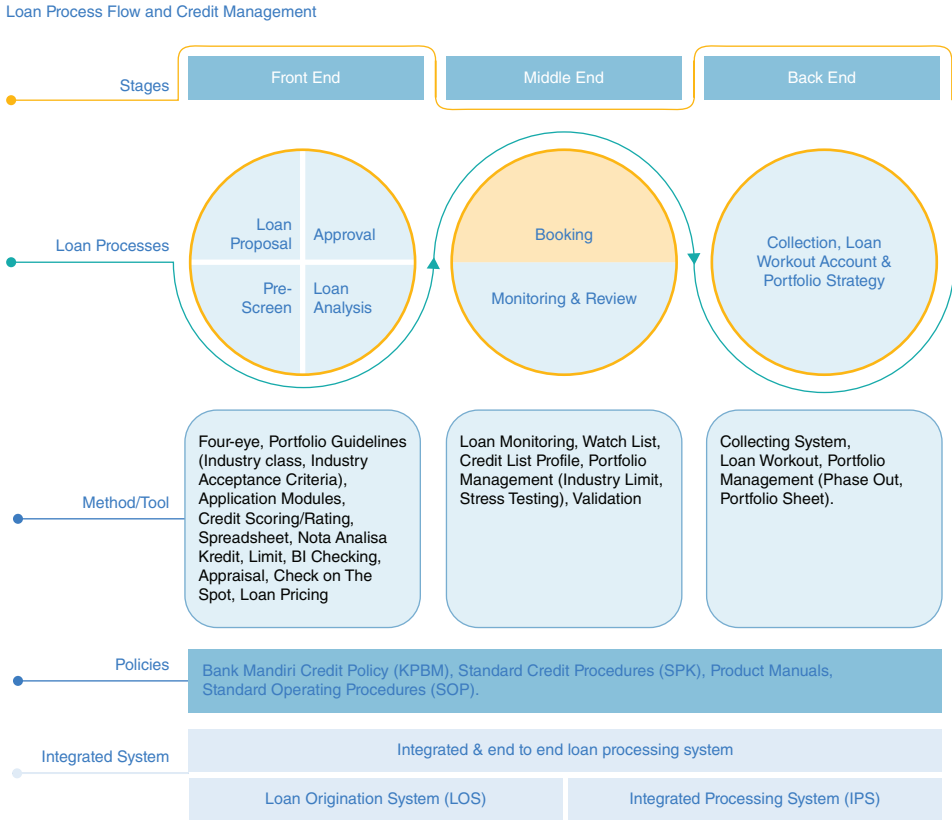 Loan Process Flow and Credit Management
Stages
Front End
Middle End
Back End
Loan Processes
Loan
Proposal
Approval
Pre-
Screen
Loan
Analysis
Booking
Monitoring & Review
Collection, Loan
Workout Account &
Portfolio Strategy
Method/Tool
Four-eye, Portfolio Guidelines
(Industry class, Industry
Acceptance Criteria),
Application Modules,
Credit Scoring/Rating,
Spreadsheet, Nota Analisa
Kredit, Limit, BI Checking,
Appraisal, Check on The
Spot, Loan Pricing
Loan Monitoring, Watch List,
Credit List Profile, Portfolio
Management (Industry Limit,
Stress Testing), Validation
Collecting System,
Loan Workout, Portfolio
Management (Phase Out,
Portfolio Sheet).
Policies
Bank Mandiri Credit Policy (KPBM), Standard Credit Procedures (SPK), Product Manuals,
Standard Operating Procedures (SOP).
Integrated System
Integrated & end to end loan processing system
Loan Origination System (LOS)
Integrated Processing System (IPS)